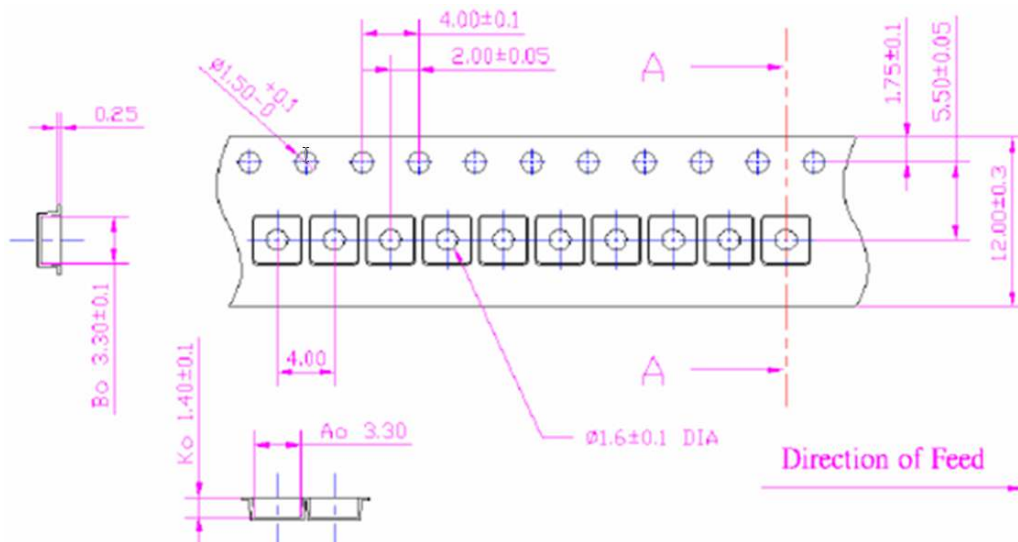 4.00±0.1
2.00±0.05
Ø1.50 +0.1 -0
A
1.75±0.1
5.50±0.05
12.00±0.3
0.25
Bo 3.30±0.1
4.00
Ko 1.40±0.1
Ao 3.30
A
Ø1.6±0.1 DIA
Direction of Feed